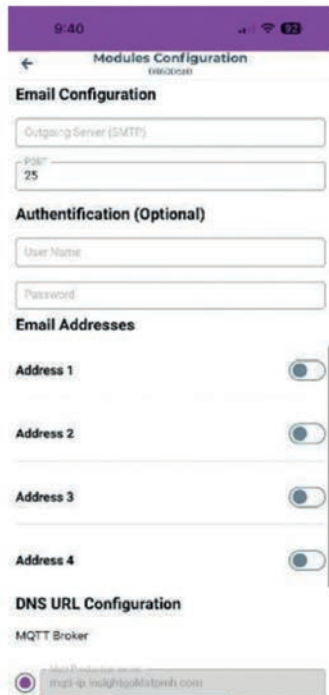 9:40
92
Modules Configuration
Email Configuration
Outgoing Server (SMTP)
PORT
25
Authentification (Optional)
User Name
Password
Email Addresses
Address 1
Address 2
Address 3
Address 4
DNS URL Configuration
MQTT Broker